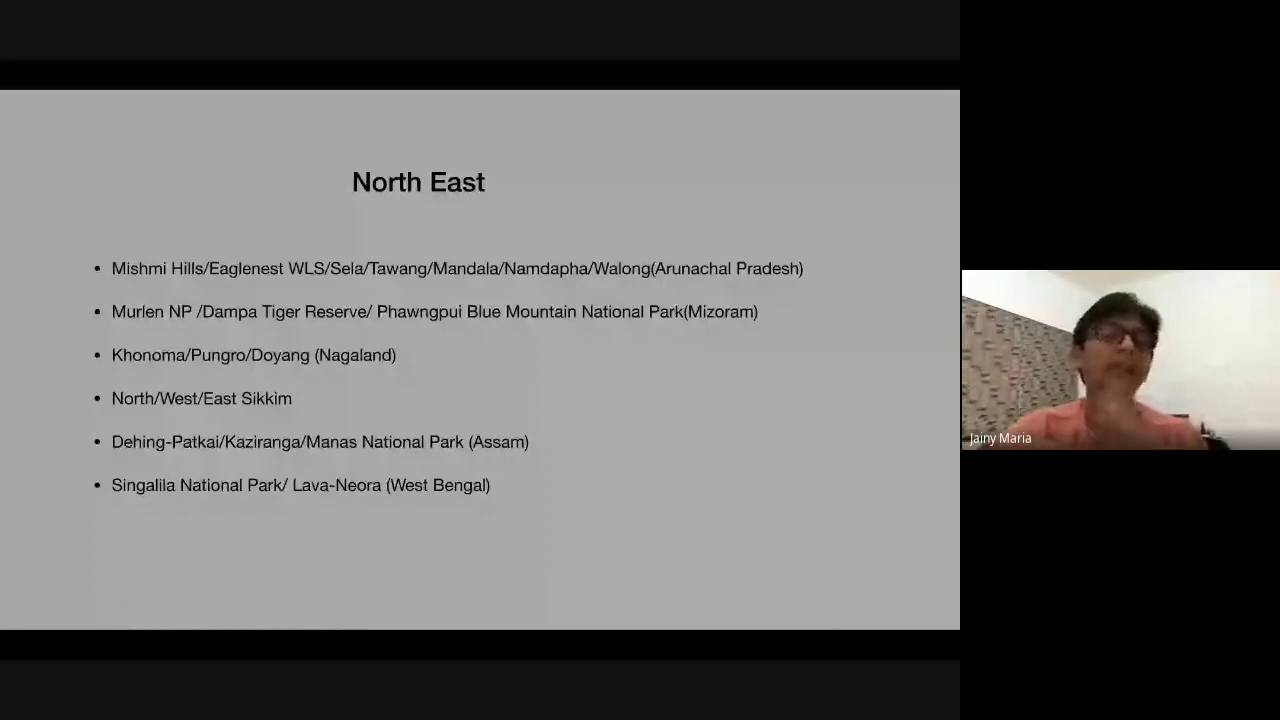 North East
• Mishmi Hills/Eaglenest WLS/Sela/Tawang/Mandala/Namdapha/Walong(Arunachal Pradesh)
• Murlen NP /Dampa Tiger Reserve/ Phawngpui Blue Mountain National Park(Mizoram)
• Khonoma/Pungro/Doyang (Nagaland)
• North/West/East Sikkim
• Dehing-Patkai/Kaziranga/Manas National Park (Assam)
• Singalila National Park/ Lava-Neora (West Bengal)
Jainy Maria